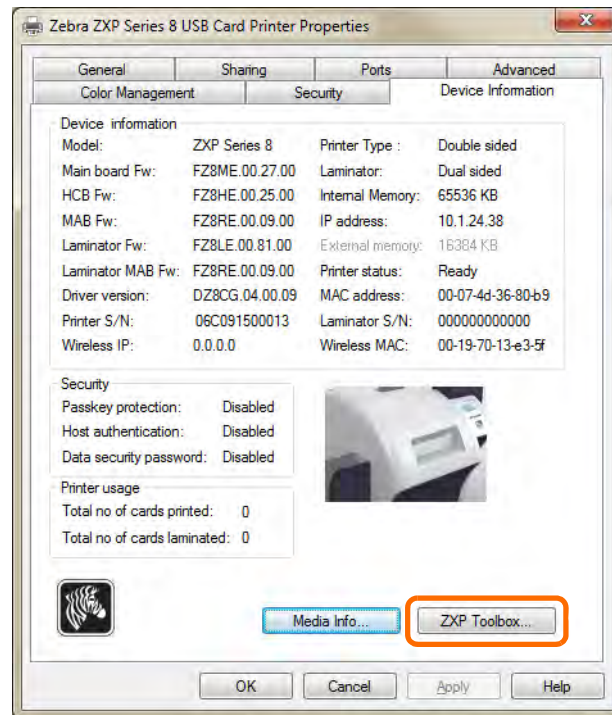 Zebra ZXP Series 8 USB Card Printer Properties
General Sharing Ports Advanced
Color Management Security Device Information
Device information
Model: ZXP Series 8 Printer Type : Double sided
Main board Fw: FZ8ME.00.27.00 Laminator: Dual sided
HCB Fw: FZ8HE.00.25.00 Internal Memory: 65536 KB
MAB Fw: FZ8RE.00.09.00 IP address: 10.1.24.38
Laminator Fw: FZ8LE.00.81.00 External memory: 16384 KB
Laminator MAB Fw: FZ8RE.00.09.00 Printer status: Ready
Driver version: DZ8CG.04.00.09 MAC address: 00-07-4d-36-80-b9
Printer S/N: 06C091500013 Laminator S/N: 000000000000
Wireless IP: 0.0.0.0 Wireless MAC: 00-19-70-13-e3-5f
Security
Passkey protection: Disabled
Host authentication: Disabled
Data security password: Disabled
Printer usage
Total no of cards printed: 0
Total no of cards laminated: 0
Media Info... ZXP Toolbox...
OK Cancel Apply Help